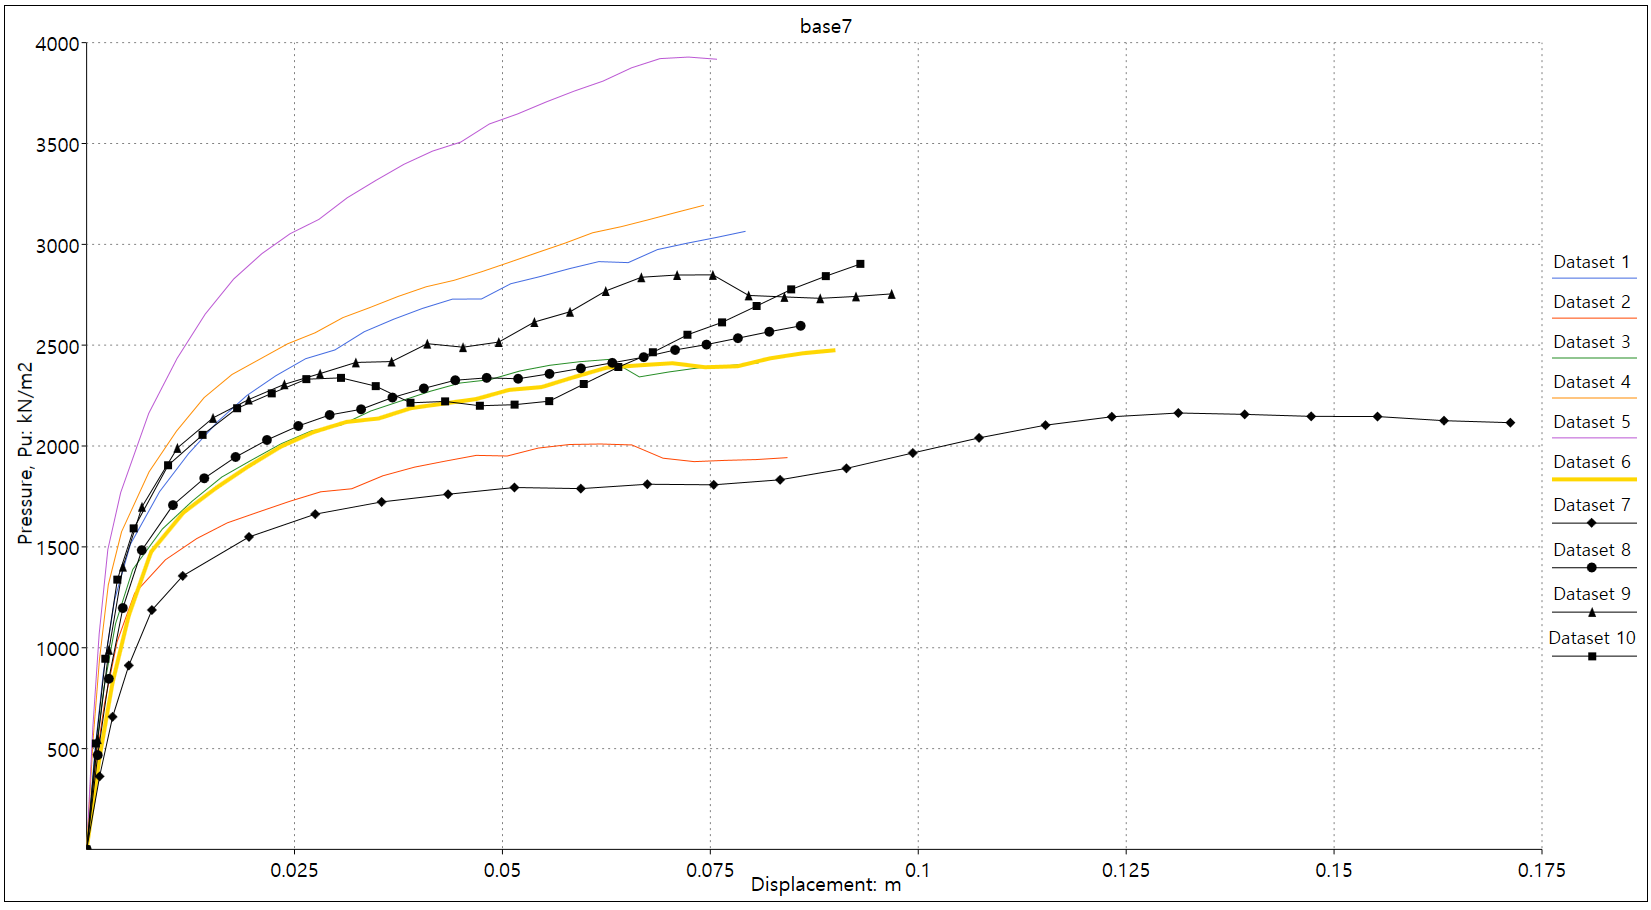 base7
4000
3500
3000
2500
2000
1500
1000
500
Pressure, Pu: kN/m2
0.025
0.05
0.075
0.1
0.125
0.15
0.175
Displacement: m
Dataset 1
Dataset 2
Dataset 3
Dataset 4
Dataset 5
Dataset 6
Dataset 7
Dataset 8
Dataset 9
Dataset 10